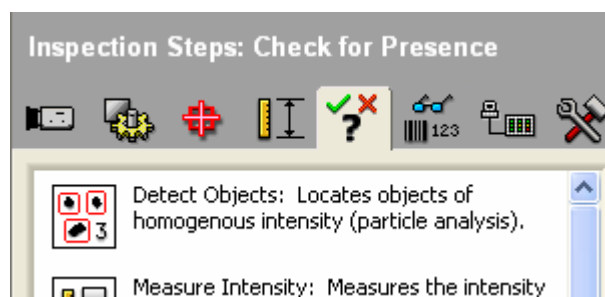 Inspection Steps: Check for Presence
123
Detect Objects: Locates objects of
homogenous intensity (particle analysis).
3
Measure Intensity: Measures the intensity